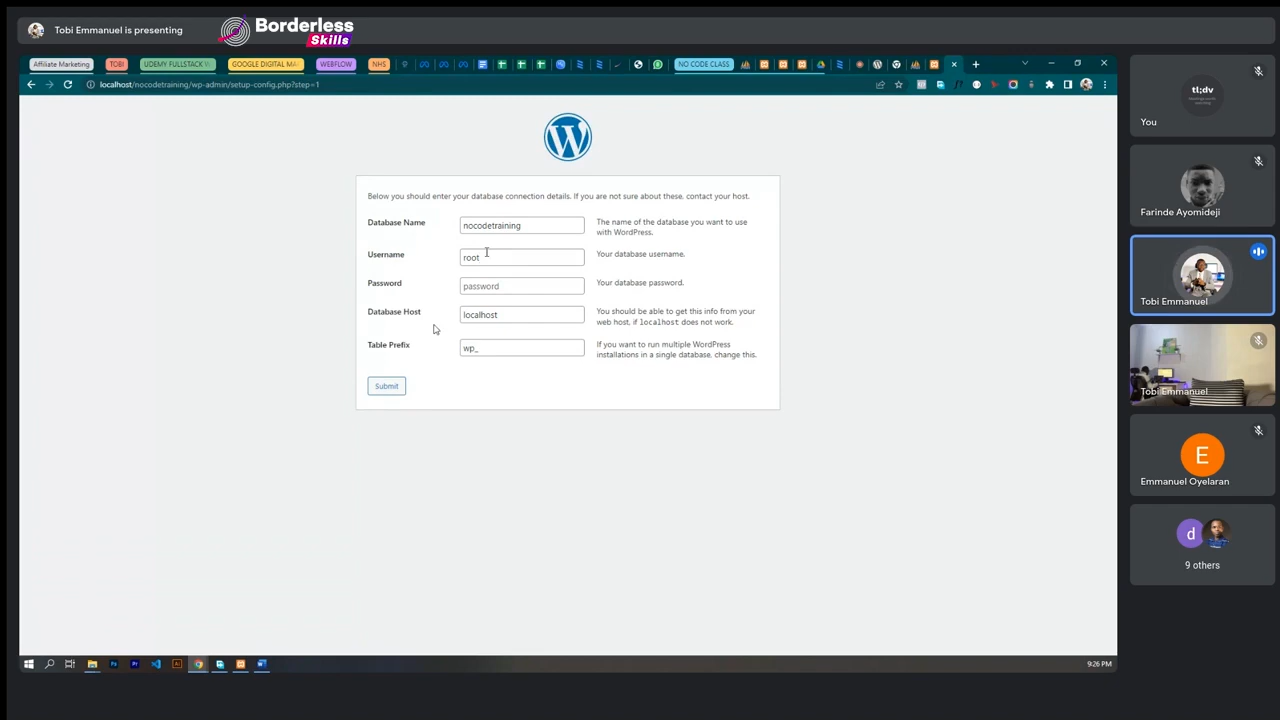 Tobi Emmanuel is presenting
Borderless
Skills
Affiliate Marketing
TOBI
UDEMY FULLSTACK
GOOGLE DIGITAL MA
WEBFLOW
NHS
NO CODE CLASS
localhost/nocodetraining/wp-admin/setup-config.php?step=1
Below you should enter your database connection details. If you are not sure about these, contact your host.
Database Name
nocodetraining
The name of the database you want to use
with WordPress.
Username
root
Your database username.
Password
password
Your database password.
Database Host
localhost
You should be able to get this info from your
web host, if localhost does not work.
Table Prefix
wp_
If you want to run multiple WordPress
installations in a single database, change this.
Submit
9:26 PM
tl;dv
You
Farinde Ayomideji
Tobi Emmanuel
Tobi Emmanuel
E
Emmanuel Oyelaran
d
9 others